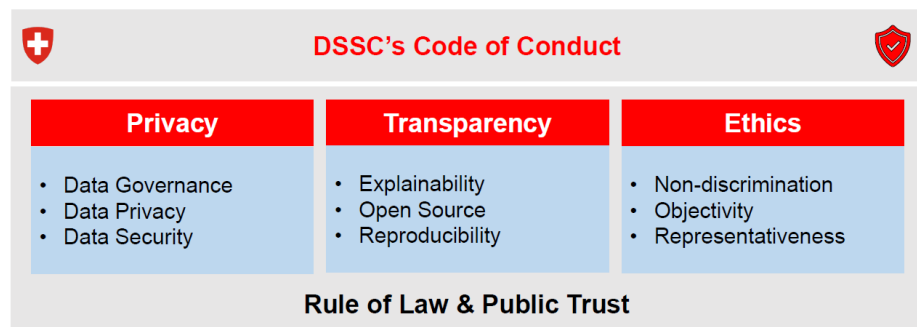 DSSC's Code of Conduct
Privacy
• Data Governance
• Data Privacy
• Data Security
Transparency
• Explainability
• Open Source
• Reproducibility
Ethics
• Non-discrimination
• Objectivity
• Representativeness
Rule of Law & Public Trust